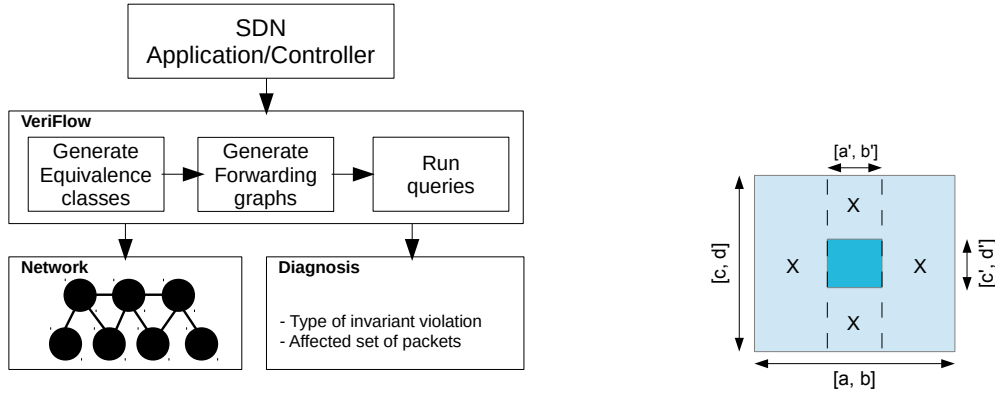 SDN
Application/Controller
VeriFlow
Generate
Equivalence
classes
Generate
Forwarding
graphs
Run
queries
Network
Diagnosis
- Type of invariant violation
- Affected set of packets
[a', b']
X
[c, d]
X
X
[c', d']
X
[a, b]